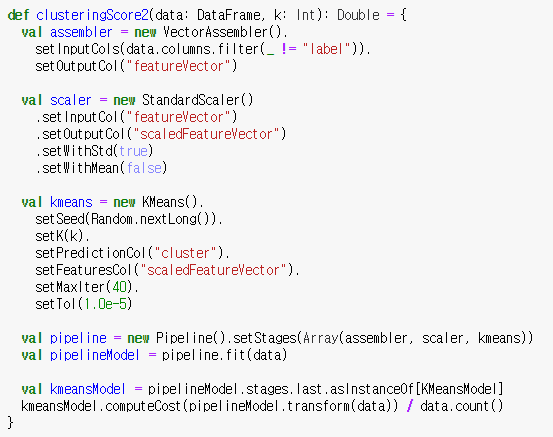 def clusteringScore2(data: DataFrame, k: Int): Double = {
  val assembler = new VectorAssembler().
    setInputCols(data.columns.filter(_ != "label")).
    setOutputCol("featureVector")

  val scaler = new StandardScaler()
    .setInputCol("featureVector")
    .setOutputCol("scaledFeatureVector")
    .setWithStd(true)
    .setWithMean(false)

  val kmeans = new KMeans().
    setSeed(Random.nextLong()).
    setK(k).
    setPredictionCol("cluster").
    setFeaturesCol("scaledFeatureVector").
    setMaxIter(40).
    setTol(1.0e-5)

  val pipeline = new Pipeline().setStages(Array(assembler, scaler, kmeans))
  val pipelineModel = pipeline.fit(data)

  val kmeansModel = pipelineModel.stages.last.asInstanceOf[KMeansModel]
  kmeansModel.computeCost(pipelineModel.transform(data)) / data.count()
}